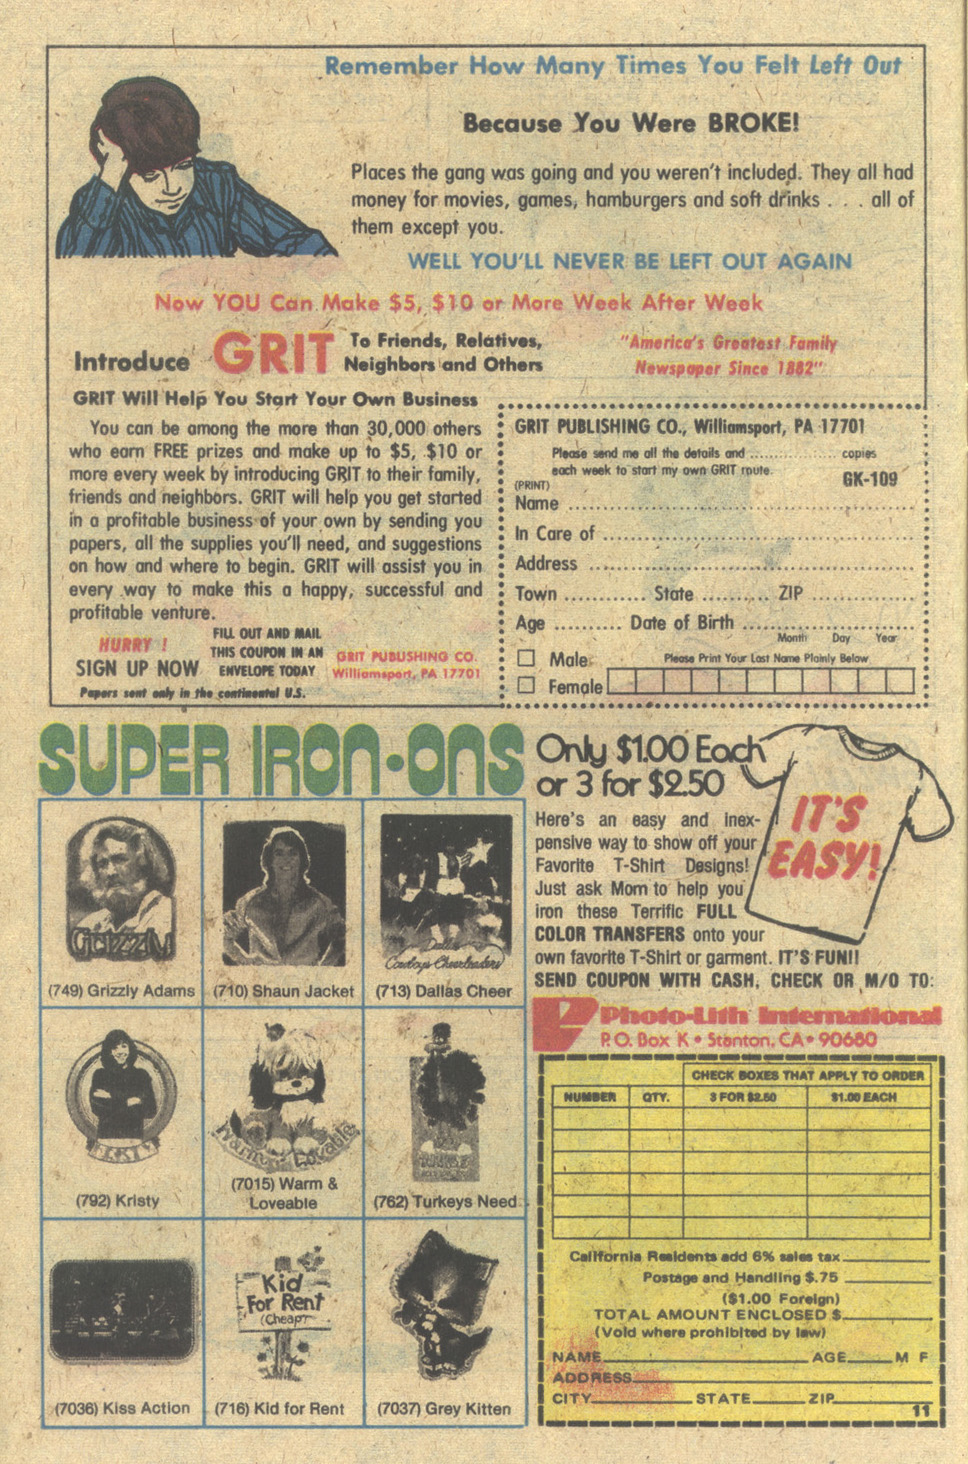 Remember How Many Times You Felt Left Out
Because You Were BROKE!
Places the gang was going and you weren't included. They all had
money for movies, games, hamburgers and soft drinks . . . all of
them except you.
WELL YOU'LL NEVER BE LEFT OUT AGAIN
Now YOU Can Make $5, $10 or More Week After Week
Introduce GRIT To Friends, Relatives,
Neighbors and Others
"America's Greatest Family
Newspaper Since 1882"
GRIT Will Help You Start Your Own Business
You can be among the more than 30,000 others
who earn FREE prizes and make up to $5, $10 or
more every week by introducing GRIT to their family,
friends and neighbors. GRIT will help you get started
in a profitable business of your own by sending you
papers, all the supplies you'll need, and suggestions
on how and where to begin. GRIT will assist you in
every way to make this a happy, successful and
profitable venture.
HURRY !
SIGN UP NOW
FILL OUT AND MAIL
THIS COUPON IN AN
ENVELOPE TODAY
GRIT PUBLISHING CO.
Williamsport, PA 17701
Papers sent only in the continental U.S.
GRIT PUBLISHING CO., Williamsport, PA 17701
Please send me all the details and .................... copies
each week to start my own GRIT route.
GK-109
(PRINT)
Name ....................
In Care of ....................
Address ....................
Town ............ State .......... ZIP ...............
Age .......... Date of Birth ....................
Month Day Year
Male
Please Print Your Last Name Plainly Below
Female
SUPER IRON-ONS
Grizzly
(749) Grizzly Adams
(710) Shaun Jacket
Dallas
Cowboys Cheerleaders
(713) Dallas Cheer
(792) Kristy
Warm & Loveable
(7015) Warm &
Loveable
(762) Turkeys Need
(7036) Kiss Action
Kid
For Rent
(Cheap)
(716) Kid for Rent
(7037) Grey Kitten
Only $1.00 Each
or 3 for $2.50
IT'S
EASY!
Here's an easy and inex-
pensive way to show off your
Favorite T-Shirt Designs!
Just ask Mom to help you
iron these Terrific FULL
COLOR TRANSFERS onto your
own favorite T-Shirt or garment. IT'S FUN!!
SEND COUPON WITH CASH, CHECK OR M/O TO:
Photo-Lith International
P.O. Box K • Stanton, CA • 90680
CHECK BOXES THAT APPLY TO ORDER
NUMBER QTY. 3 FOR $2.50 $1.00 EACH
California Residents add 6% sales tax
Postage and Handling $.75
($1.00 Foreign)
TOTAL AMOUNT ENCLOSED $
(Void where prohibited by law)
NAME AGE M F
ADDRESS
CITY STATE ZIP
11